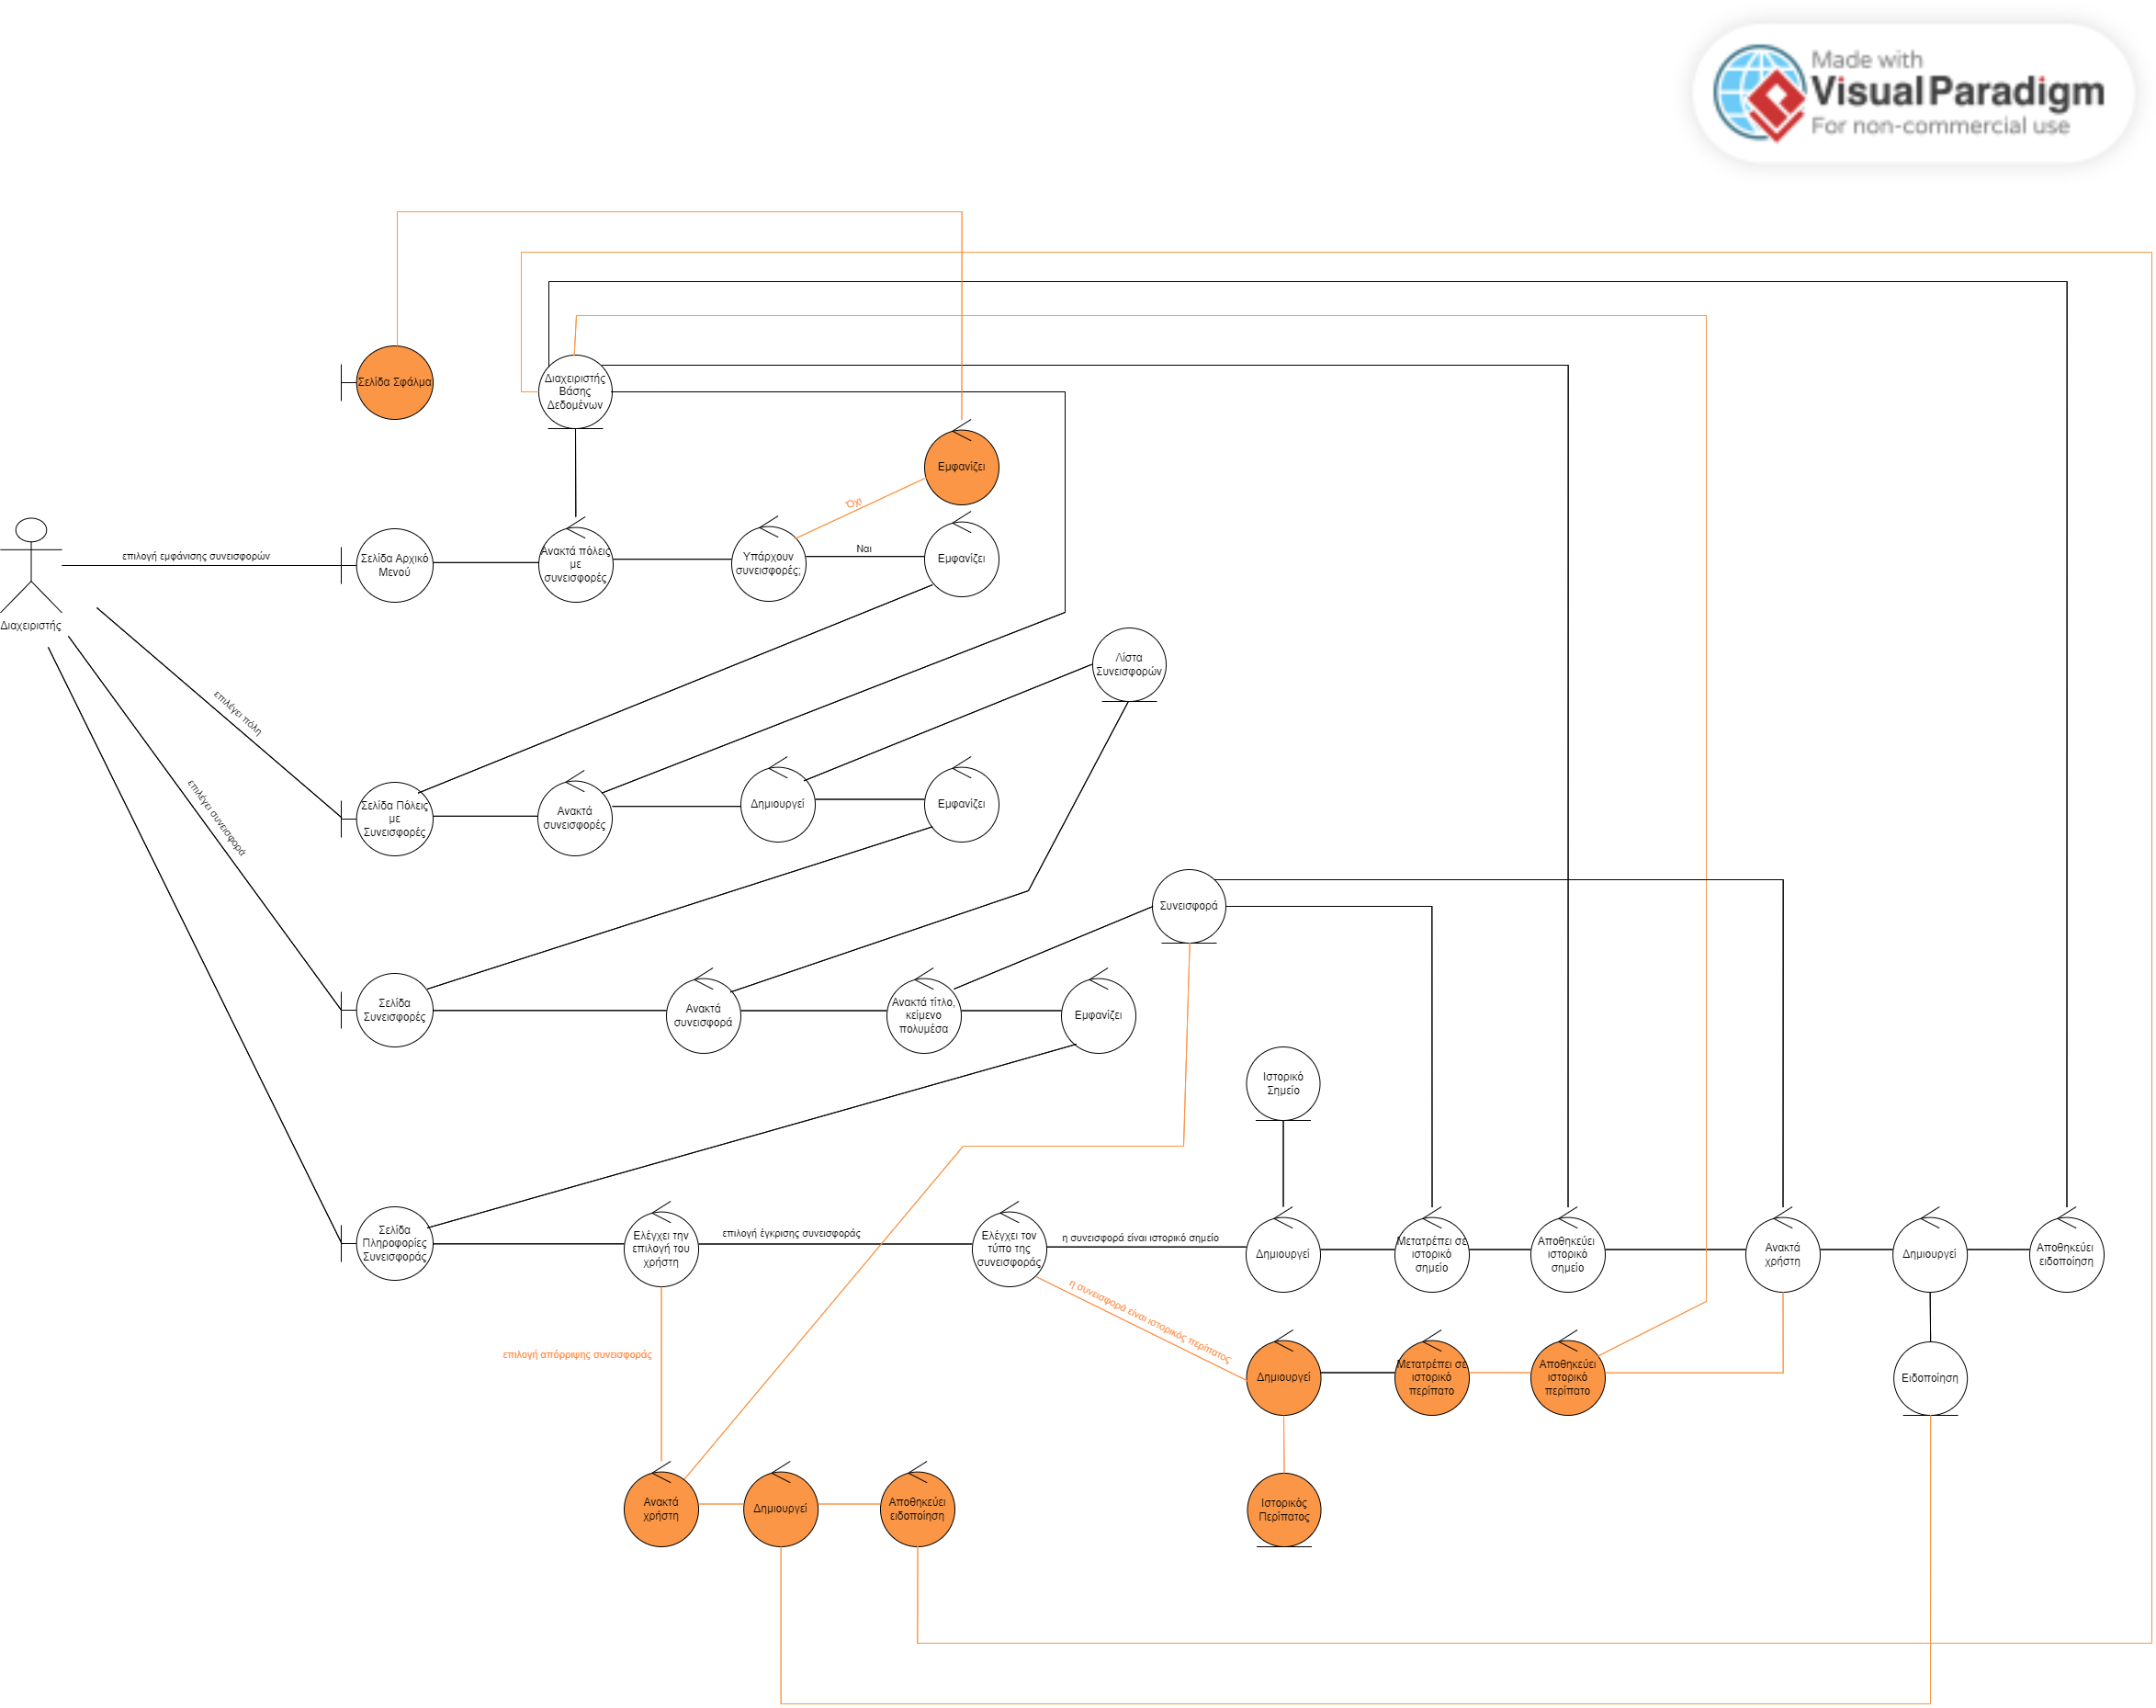 Made with
Visual Paradigm
For non-commercial use
Σελίδα Σφάλμα
Διαχειριστής
Βάσης
Δεδομένων
Εμφανίζει
Όχι
επιλογή εμφάνισης συνεισφορών
Σελίδα Αρχικό
Μενού
Ανακτά πόλεις
με
συνεισφορές
Υπάρχουν
συνεισφορές;
Ναι
Εμφανίζει
Διαχειριστής
Λίστα
Συνεισφορών
επιλέγει πόλη
Σελίδα Πόλεις
με
Συνεισφορές
Ανακτά
συνεισφορές
Δημιουργεί
Εμφανίζει
επιλέγει συνεισφορά
Συνεισφορά
Σελίδα
Συνεισφορές
Ανακτά
συνεισφορά
Ανακτά τίτλο,
κείμενο
πολυμέσα
Εμφανίζει
Ιστορικό
Σημείο
Σελίδα
Πληροφορίες
Συνεισφοράς
Ελέγχει την
επιλογή του
χρήστη
επιλογή έγκρισης συνεισφοράς
Ελέγχει τον
τύπο της
συνεισφοράς
η συνεισφορά είναι ιστορικό σημείο
Δημιουργεί
Μετατρέπει σε
ιστορικό
σημείο
Αποθηκεύει
ιστορικό
σημείο
Ανακτά
χρήστη
Δημιουργεί
Αποθηκεύει
ειδοποίηση
η συνεισφορά είναι ιστορικός περίπατος
επιλογή απόρριψης συνεισφοράς
Δημιουργεί
Μετατρέπει σε
ιστορικό
περίπατο
Αποθηκεύει
ιστορικό
περίπατο
Ειδοποίηση
Ανακτά
χρήστη
Δημιουργεί
Αποθηκεύει
ειδοποίηση
Ιστορικός
Περίπατος